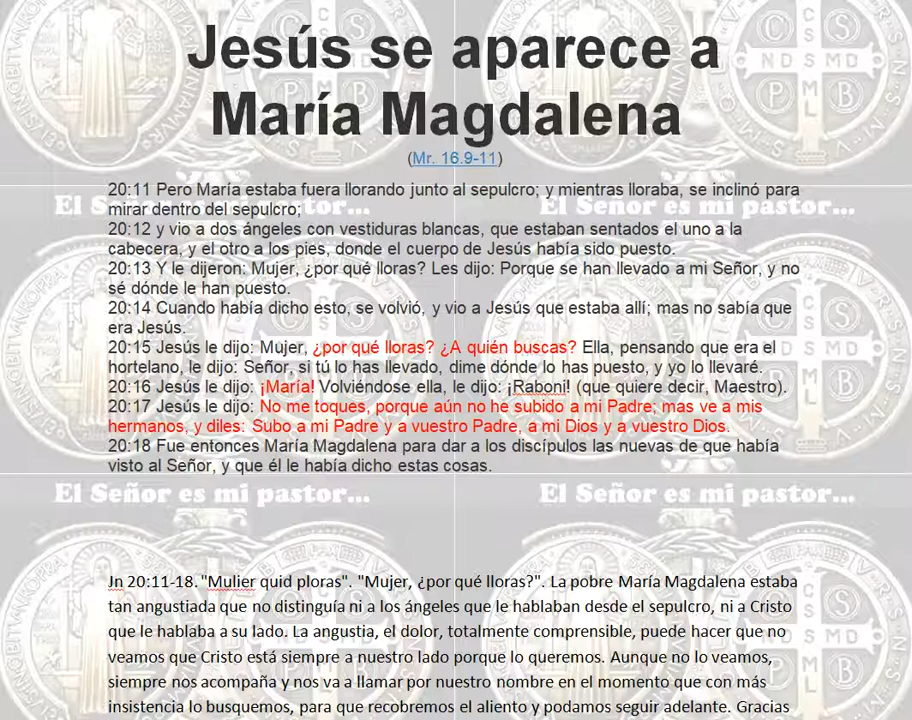 Jesús se aparece a
María Magdalena
(Mr. 16.9-11)
20:11 Pero María estaba fuera llorando junto al sepulcro; y mientras lloraba, se inclinó para
El Señor es mi pastor... El Señor es mi pastor...
mirar dentro del sepulcro;
20:12 y vio a dos ángeles con vestiduras blancas, que estaban sentados el uno a la
cabecera, y el otro a los pies, donde el cuerpo de Jesús había sido puesto.
20:13 Y le dijeron: Mujer, ¿por qué lloras? Les dijo: Porque se han llevado a mi Señor, y no
sé dónde le han puesto.
20:14 Cuando había dicho esto, se volvió, y vio a Jesús que estaba allí; mas no sabía que
era Jesús.
20:15 Jesús le dijo: Mujer, ¿por qué lloras? ¿A quién buscas? Ella, pensando que era el
hortelano, le dijo: Señor, si tú lo has llevado, dime dónde lo has puesto, y yo lo llevaré.
20:16 Jesús le dijo: ¡María! Volviéndose ella, le dijo: ¡Raboni! (que quiere decir, Maestro).
20:17 Jesús le dijo: No me toques, porque aún no he subido a mi Padre; mas ve a mis
hermanos, y diles: Subo a mi Padre y a vuestro Padre, a mi Dios y a vuestro Dios.
20:18 Fue entonces María Magdalena para dar a los discípulos las nuevas de que había
visto al Señor, y que él le había dicho estas cosas.
El Señor es mi pastor... El Señor es mi pastor...
Jn 20:11-18. "Mulier quid ploras". "Mujer, ¿por qué lloras?". La pobre María Magdalena estaba
tan angustiada que no distinguía ni a los ángeles que le hablaban desde el sepulcro, ni a Cristo
que le hablaba a su lado. La angustia, el dolor, totalmente comprensible, puede hacer que no
veamos que Cristo está siempre a nuestro lado porque lo queremos. Aunque no lo veamos,
siempre nos acompaña y nos va a llamar por nuestro nombre en el momento que con más
insistencia lo busquemos, para que recobremos el aliento y podamos seguir adelante. Gracias